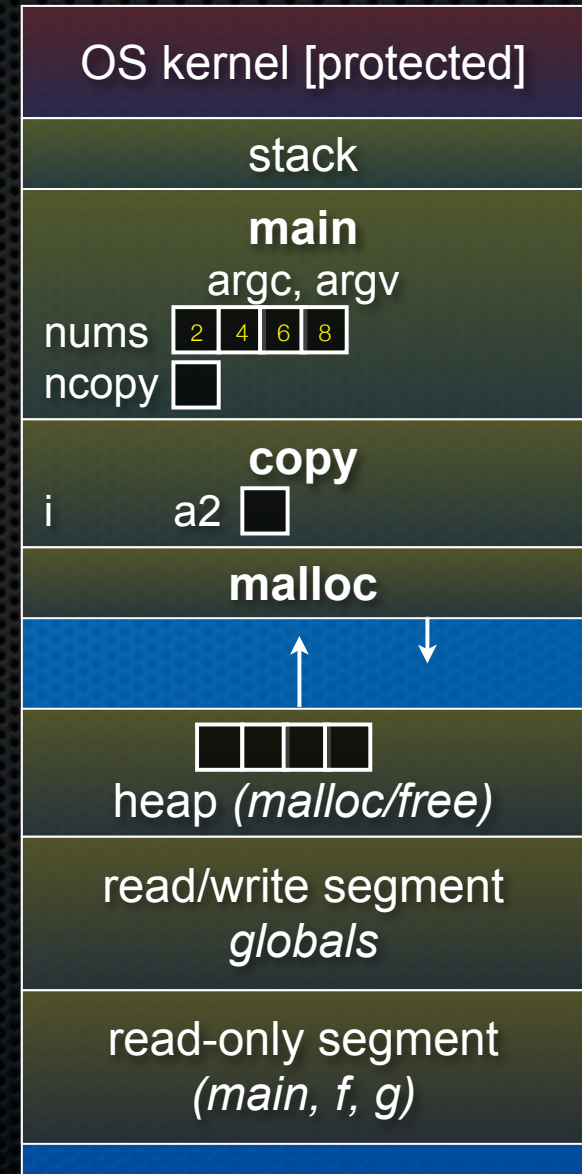 OS kernel [protected]
stack
main
argc, argv
nums 2 4 6 8
ncopy
copy
i a2
malloc
heap (malloc/free)
read/write segment
globals
read-only segment
(main, f, g)